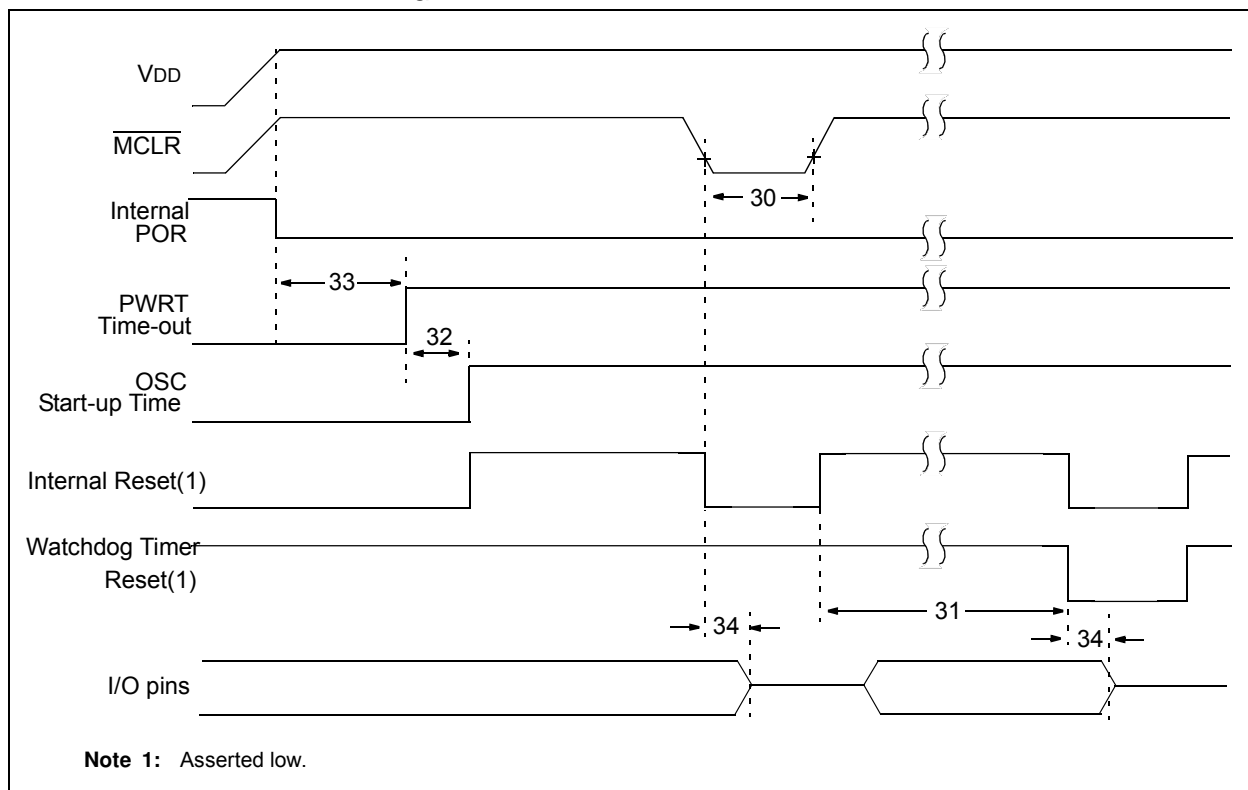 VDD
MCLR
30
Internal
POR
33
PWRT
Time-out
32
OSC
Start-up Time
Internal Reset(1)
Watchdog Timer
Reset(1)
31
34
34
I/O pins
Note 1: Asserted low.